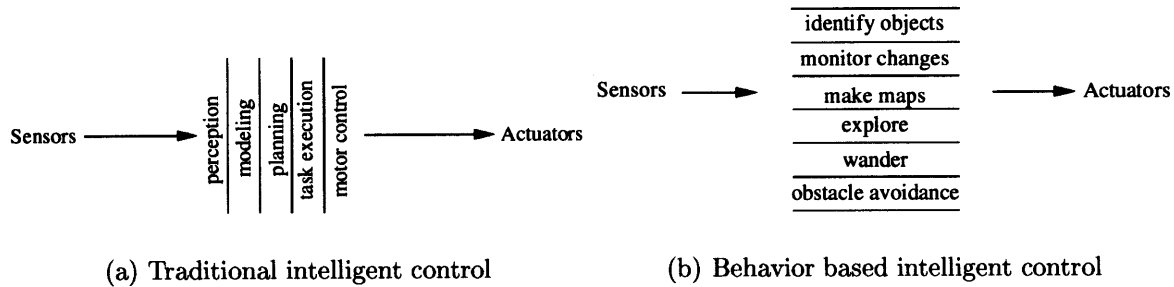 Sensors
perception
modeling
planning
task execution
motor control
Actuators
(a) Traditional intelligent control
Sensors
identify objects
monitor changes
make maps
explore
wander
obstacle avoidance
Actuators
(b) Behavior based intelligent control